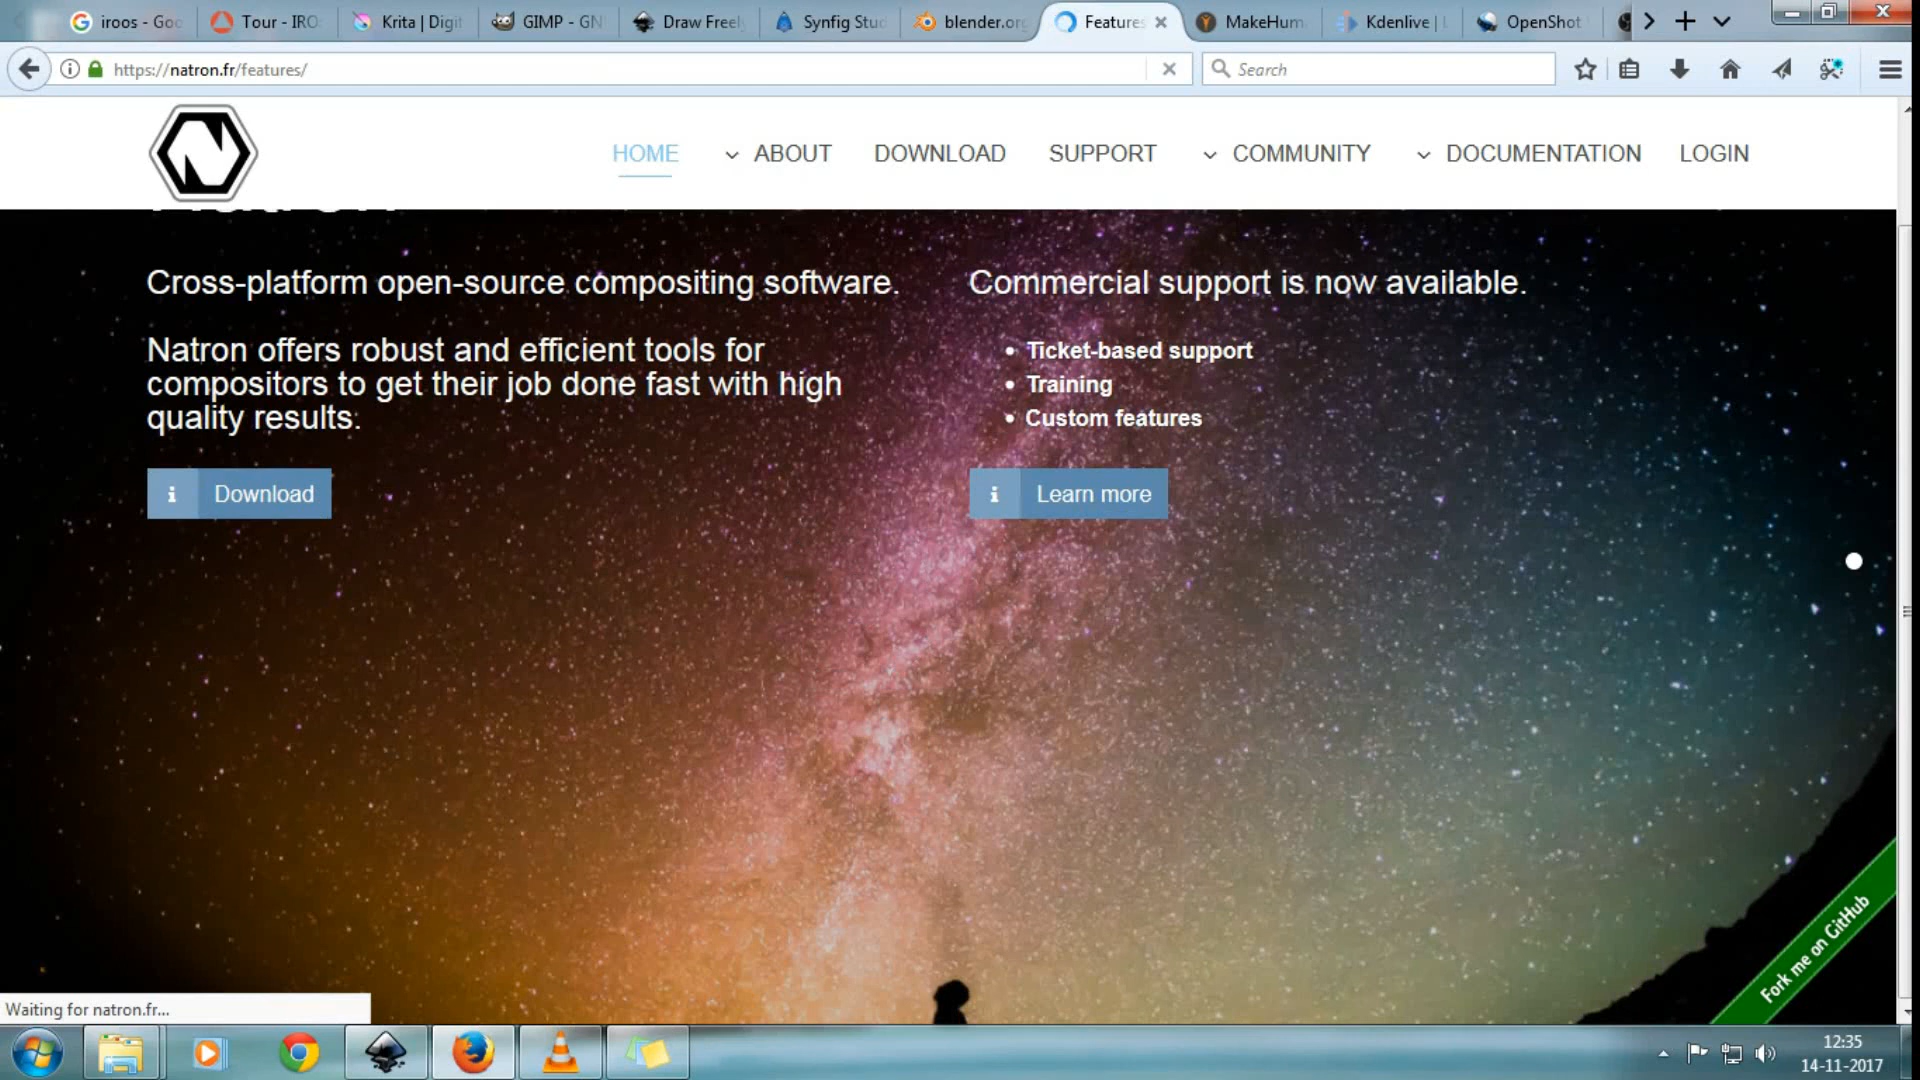 iroos - Goo
Tour - IRO
Krita | Digit
GIMP - GN
Draw Freely
Synfig Stud
blender.org
Features
MakeHum
Kdenlive |
OpenShot
https://natron.fr/features/
Search
HOME
ABOUT
DOWNLOAD
SUPPORT
COMMUNITY
DOCUMENTATION
LOGIN
Cross-platform open-source compositing software.
Natron offers robust and efficient tools for
compositors to get their job done fast with high
quality results.
Download
Commercial support is now available.
• Ticket-based support
• Training
• Custom features
Learn more
Fork me on GitHub
Waiting for natron.fr...
12:35
14-11-2017